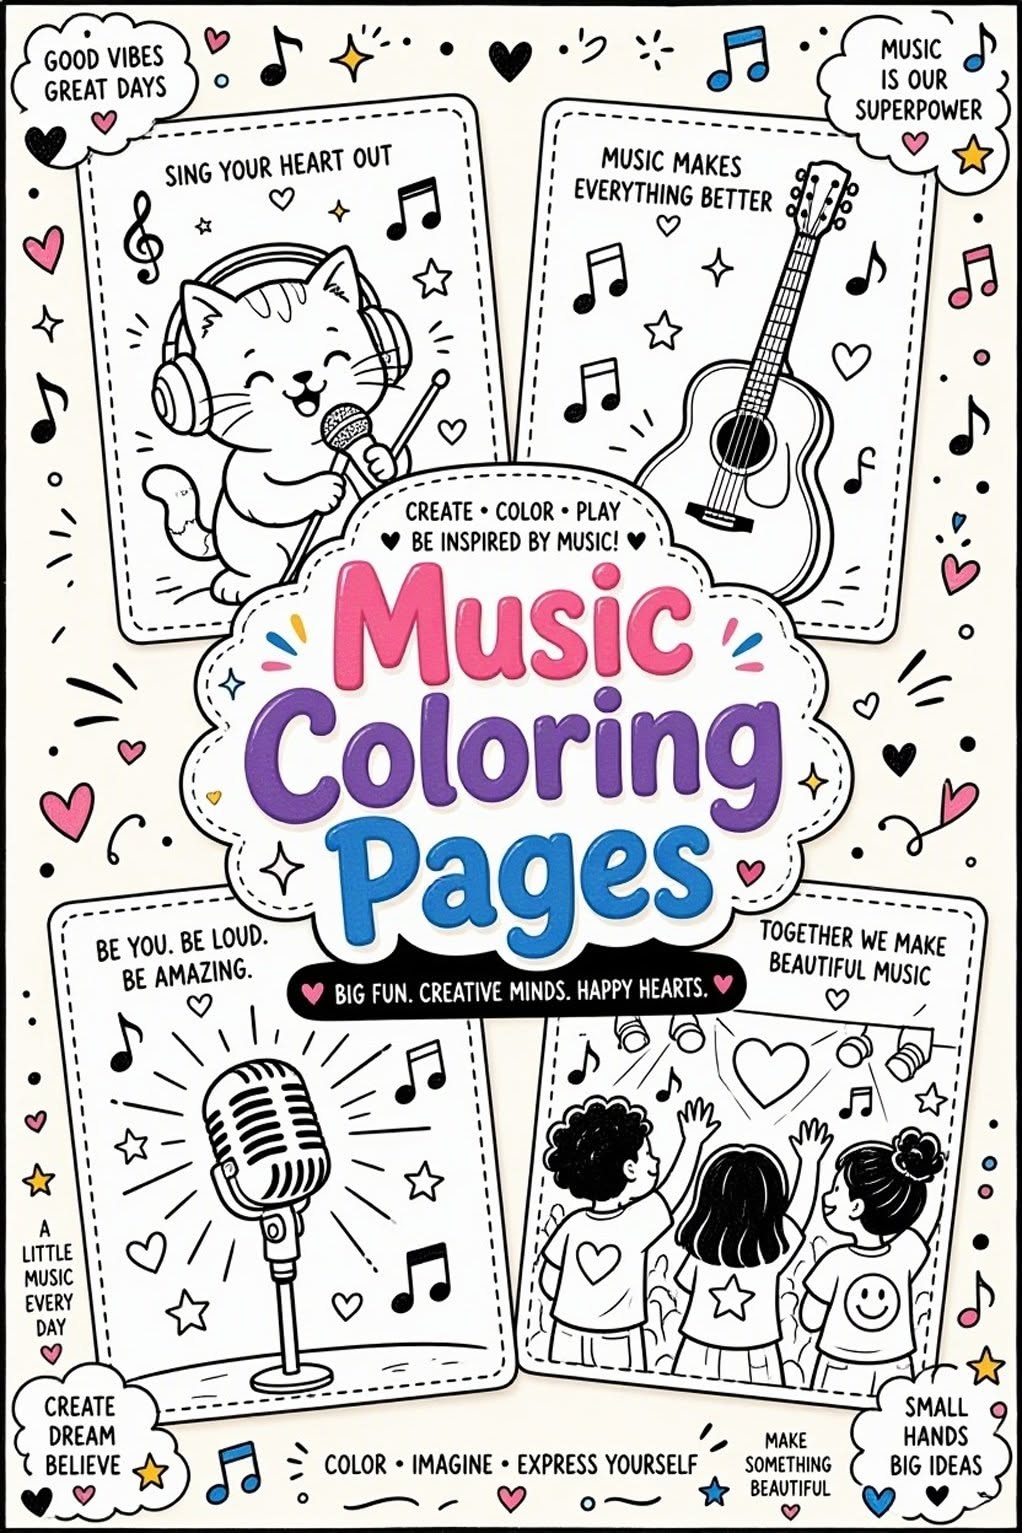 GOOD VIBES
GREAT DAYS
MUSIC
IS OUR
SUPERPOWER
SING YOUR HEART OUT
MUSIC MAKES
EVERYTHING BETTER
CREATE • COLOR • PLAY
BE INSPIRED BY MUSIC!
Music
Coloring
Pages
BIG FUN. CREATIVE MINDS. HAPPY HEARTS.
BE YOU. BE LOUD.
BE AMAZING.
TOGETHER WE MAKE
BEAUTIFUL MUSIC
A
LITTLE
MUSIC
EVERY
DAY
CREATE
DREAM
BELIEVE
COLOR • IMAGINE • EXPRESS YOURSELF
MAKE
SOMETHING
BEAUTIFUL
SMALL
HANDS
BIG IDEAS